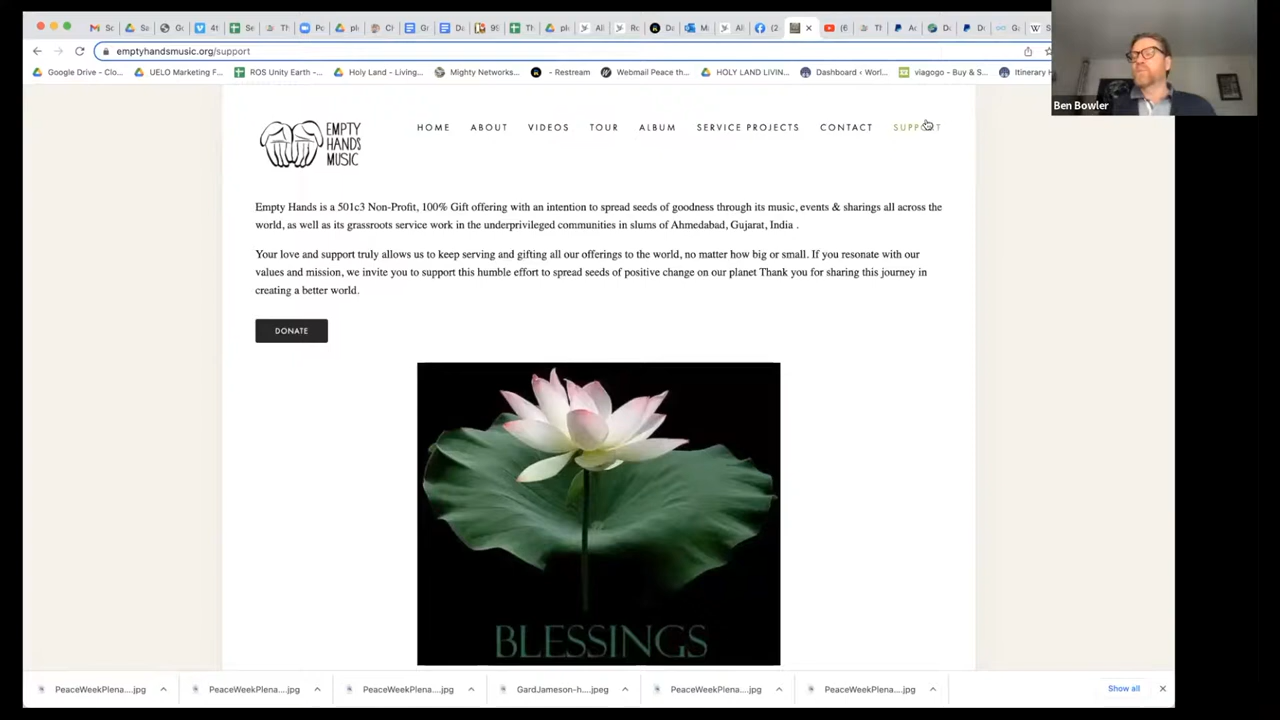 emptyhandsmusic.org/support
Google Drive - Clo...
UELO Marketing F...
ROS Unity Earth -...
Holy Land - Living...
Mighty Networks...
- Restream
Webmail Peace th...
HOLY LAND LIVIN...
Dashboard ‹ Worl...
viagogo - Buy & S...
Itinerary H
Ben Bowler
EMPTY
HANDS
MUSIC
HOME ABOUT VIDEOS TOUR ALBUM SERVICE PROJECTS CONTACT SUPPORT
Empty Hands is a 501c3 Non-Profit, 100% Gift offering with an intention to spread seeds of goodness through its music, events & sharings all across the
world, as well as its grassroots service work in the underprivileged communities in slums of Ahmedabad, Gujarat, India .
Your love and support truly allows us to keep serving and gifting all our offerings to the world, no matter how big or small. If you resonate with our
values and mission, we invite you to support this humble effort to spread seeds of positive change on our planet Thank you for sharing this journey in
creating a better world.
DONATE
BLESSINGS
PeaceWeekPlena....jpg
PeaceWeekPlena....jpg
PeaceWeekPlena....jpg
GardJameson-h....jpeg
PeaceWeekPlena....jpg
PeaceWeekPlena....jpg
Show all